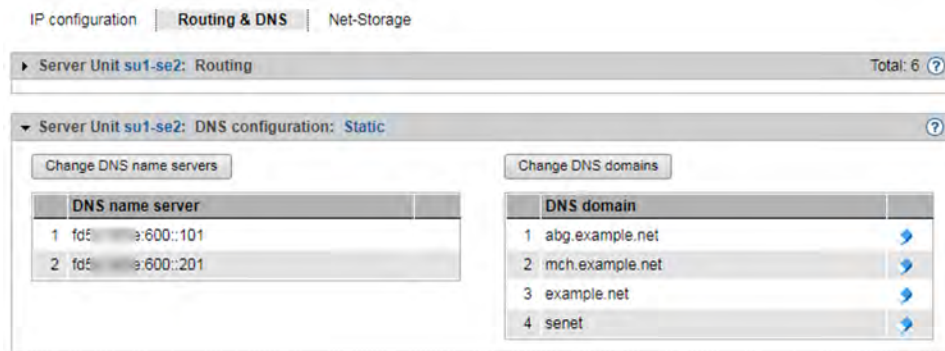 IP configuration Routing & DNS Net-Storage
Server Unit su1-se2: Routing Total: 6 ?
Server Unit su1-se2: DNS configuration: Static ?
Change DNS name servers
DNS name server
1 fd5 e:600::101
2 fd5 e:600::201
Change DNS domains
DNS domain
1 abg.example.net
2 mch.example.net
3 example.net
4 senet